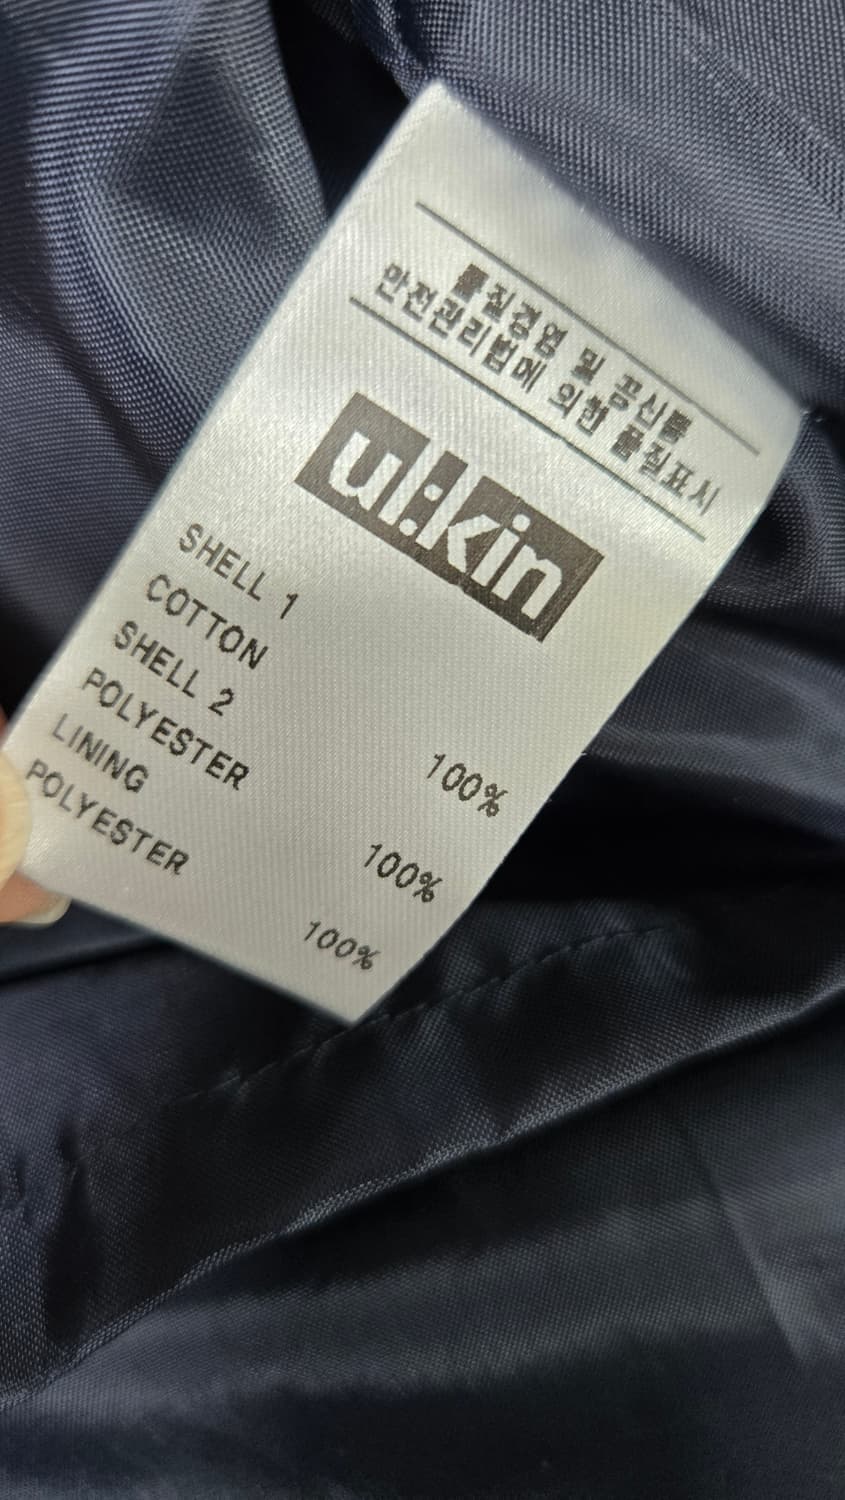 품질경영 및 공산품
안전관리법에 의한 품질표시
ul:kin
SHELL 1
COTTON 100%
SHELL 2
POLYESTER 100%
LINING
POLYESTER 100%